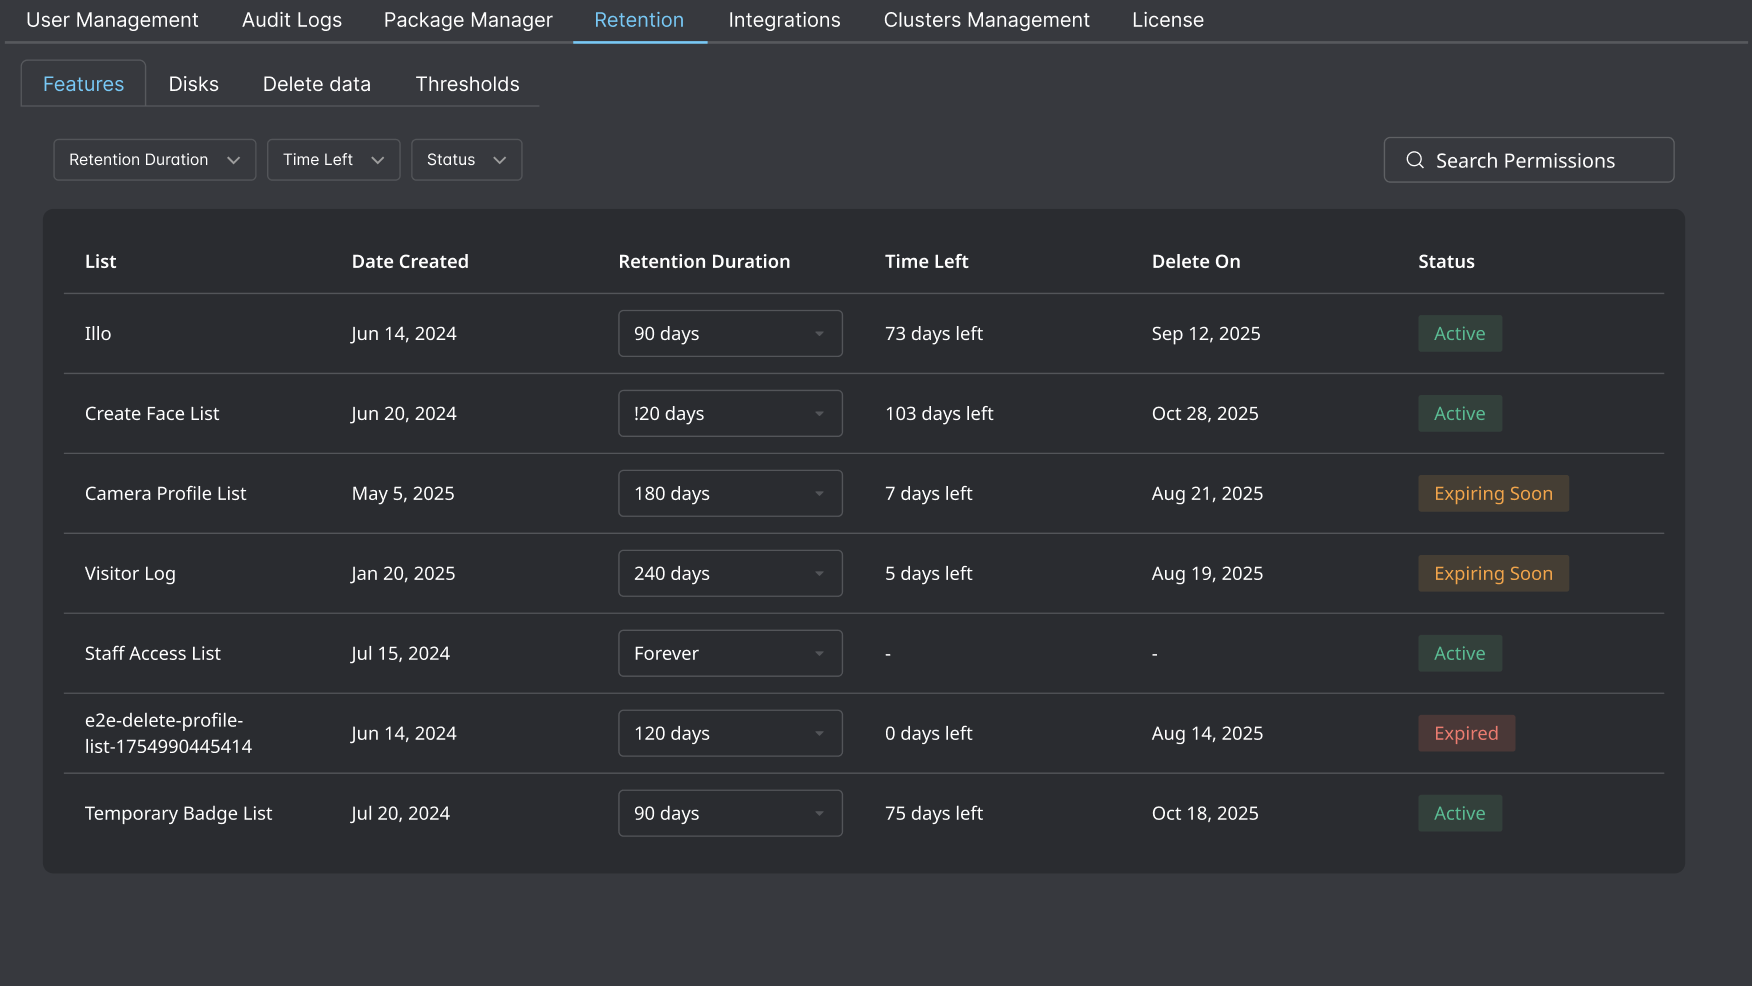 User Management Audit Logs Package Manager Retention Integrations Clusters Management License
Features Disks Delete data Thresholds
Retention Duration Time Left Status Search Permissions
List Date Created Retention Duration Time Left Delete On Status
Illo Jun 14, 2024 90 days 73 days left Sep 12, 2025 Active
Create Face List Jun 20, 2024 !20 days 103 days left Oct 28, 2025 Active
Camera Profile List May 5, 2025 180 days 7 days left Aug 21, 2025 Expiring Soon
Visitor Log Jan 20, 2025 240 days 5 days left Aug 19, 2025 Expiring Soon
Staff Access List Jul 15, 2024 Forever - - Active
e2e-delete-profile-
list-1754990445414 Jun 14, 2024 120 days 0 days left Aug 14, 2025 Expired
Temporary Badge List Jul 20, 2024 90 days 75 days left Oct 18, 2025 Active